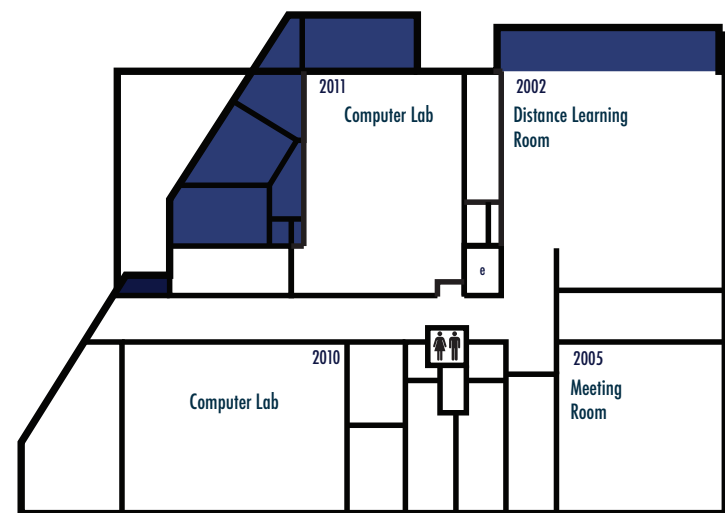 2011
Computer Lab
2002
Distance Learning
Room
e
2010
Computer Lab
2005
Meeting
Room